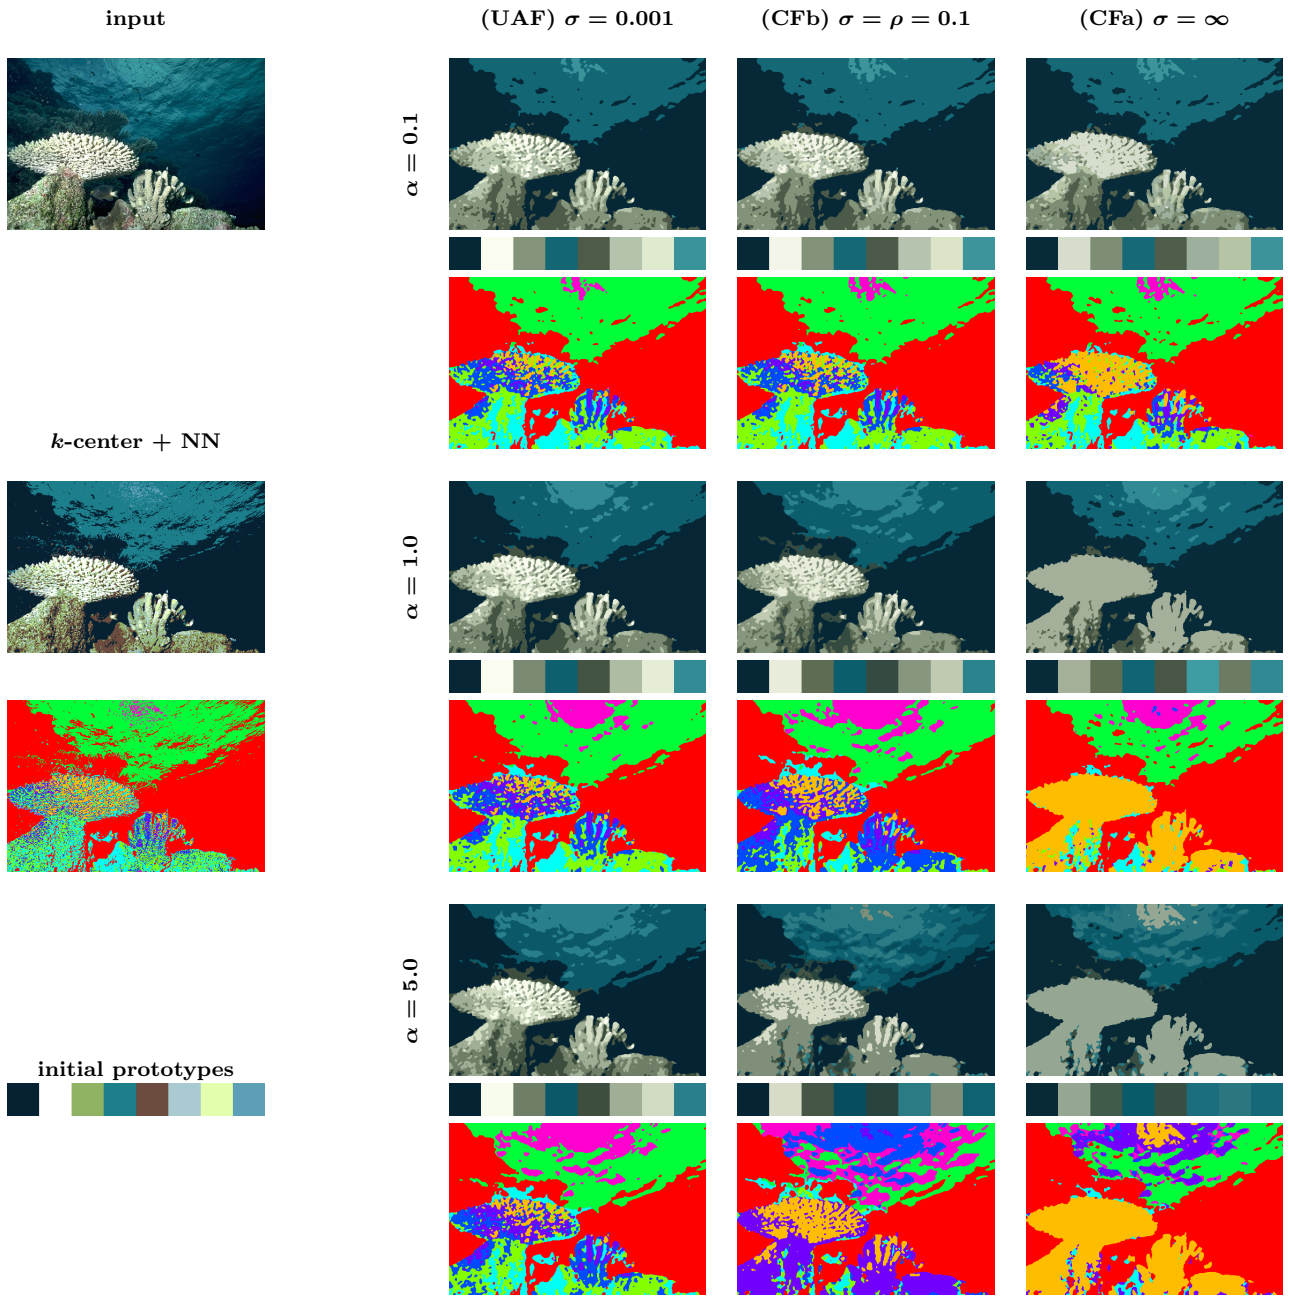 input
(UAF) σ = 0.001
(CFb) σ = ρ = 0.1
(CFa) σ = ∞
α = 0.1
k-center + NN
α = 1.0
α = 5.0
initial prototypes